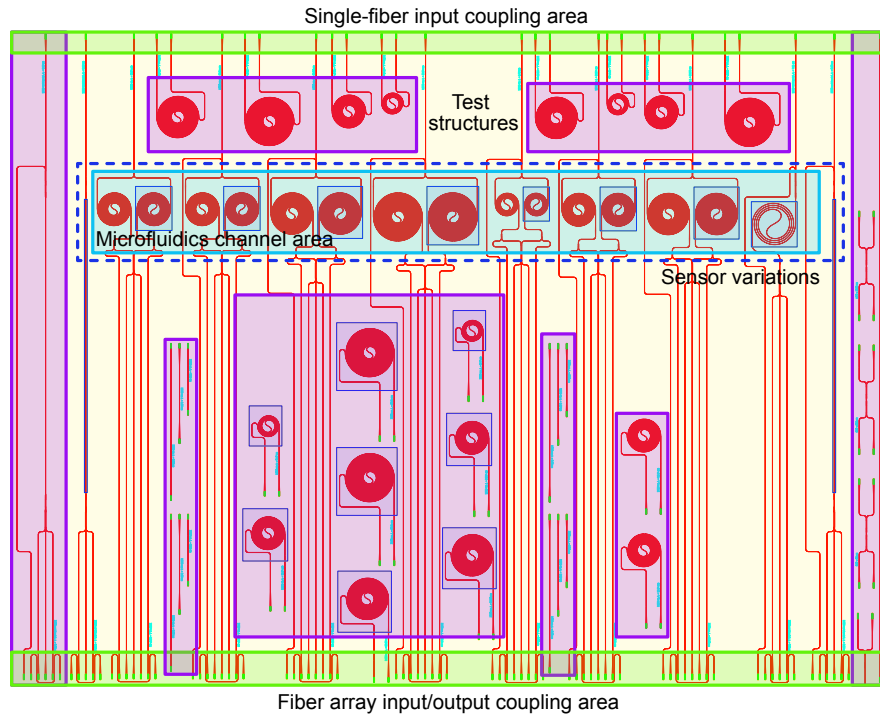 Single-fiber input coupling area
Test
structures
Microfluidics channel area
Sensor variations
Fiber array input/output coupling area